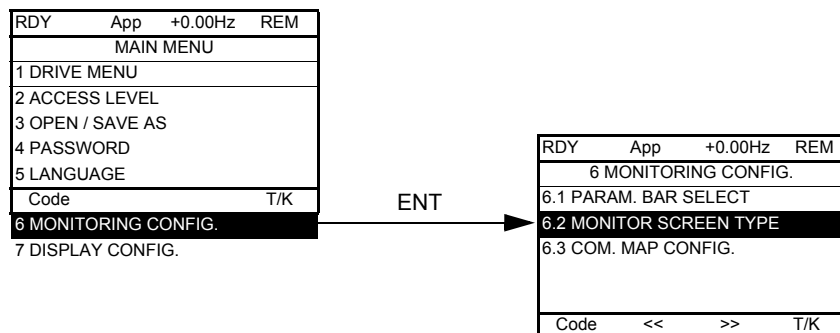 RDY App +0.00Hz REM
MAIN MENU
1 DRIVE MENU
2 ACCESS LEVEL
3 OPEN / SAVE AS
4 PASSWORD
5 LANGUAGE
Code T/K
6 MONITORING CONFIG.
7 DISPLAY CONFIG.
ENT
RDY App +0.00Hz REM
6 MONITORING CONFIG.
6.1 PARAM. BAR SELECT
6.2 MONITOR SCREEN TYPE
6.3 COM. MAP CONFIG.
Code << >> T/K